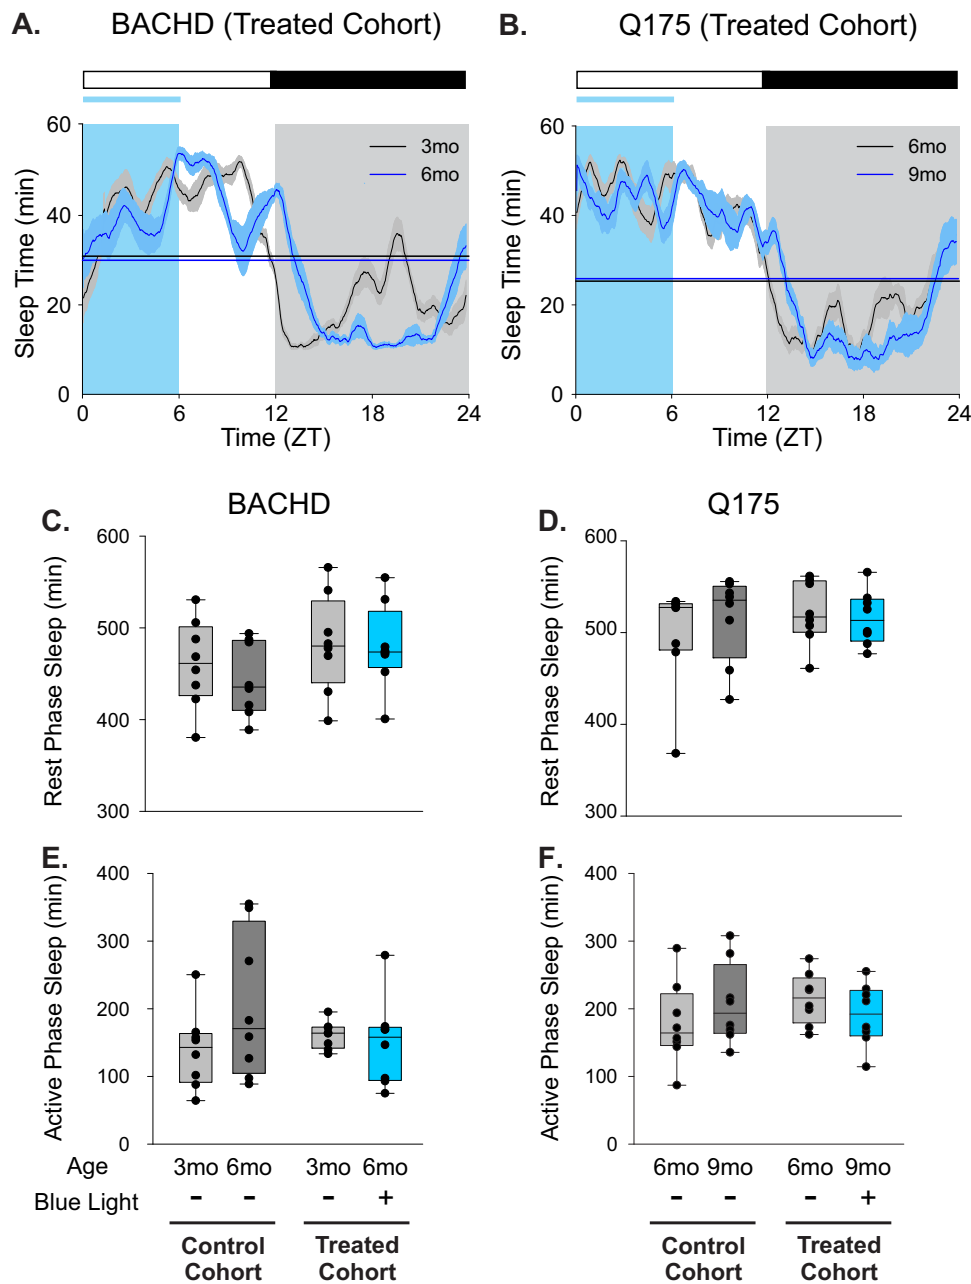 A. BACHD (Treated Cohort)
B. Q175 (Treated Cohort)
60
40
20
0
Sleep Time (min)
3mo
6mo
0 6 12 18 24
Time (ZT)
60
40
20
0
Sleep Time (min)
6mo
9mo
0 6 12 18 24
Time (ZT)
C. BACHD
600
500
400
300
Rest Phase Sleep (min)
D. Q175
600
500
400
300
Rest Phase Sleep (min)
E.
400
300
200
100
0
Active Phase Sleep (min)
F.
400
300
200
100
0
Active Phase Sleep (min)
Age 3mo 6mo 3mo 6mo 6mo 9mo 6mo 9mo
Blue Light - - - + - - - +
Control Treated Control Treated
Cohort Cohort Cohort Cohort